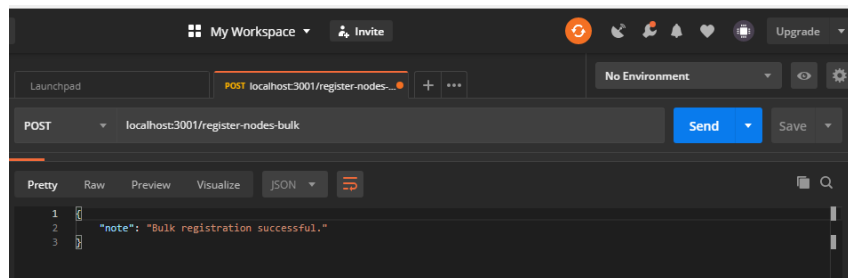 My Workspace Invite Upgrade
Launchpad POST localhost:3001/register-nodes-... + ••• No Environment
POST localhost:3001/register-nodes-bulk Send Save
Pretty Raw Preview Visualize JSON
1 {
2 "note": "Bulk registration successful."
3 }